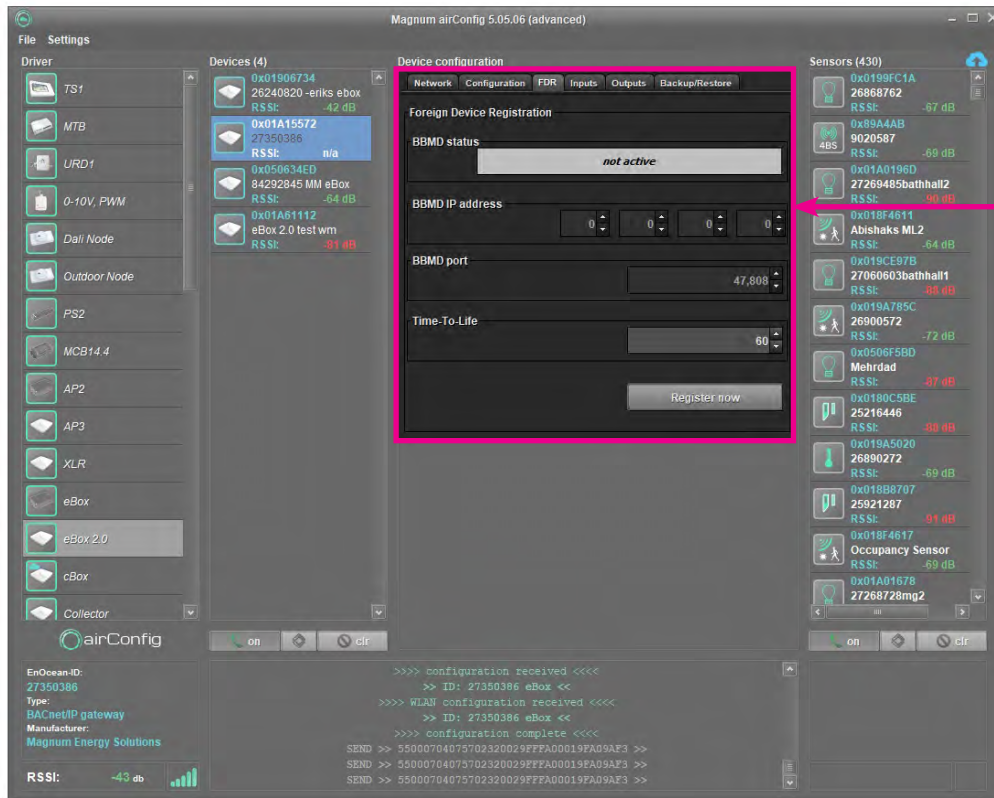 Magnum airConfig 5.05.06 (advanced)
File Settings
Driver
TS1
MTB
URD1
0-10V, PWM
Dali Node
Outdoor Node
PS2
MCB14.4
AP2
AP3
XLR
eBox
eBox 2.0
cBox
Collector
airConfig
Devices (4)
0x01906734
26240820 -eriks ebox
RSSI: -42 dB
0x01A15572
27350386
RSSI: n/a
0x050634ED
84292845 MM eBox
RSSI: -64 dB
0x01A61112
eBox 2.0 test wm
RSSI: -81 dB
on clr
Device configuration
Network Configuration FDR Inputs Outputs Backup/Restore
Foreign Device Registration
BBMD status
not active
BBMD IP address
0 0 0 0
BBMD port
47,808
Time-To-Life
60
Register now
Sensors (430)
0x0199FC1A
26868762
RSSI: -67 dB
4BS
0x89A4AB
9020587
RSSI: -69 dB
0x01A0196D
27269485bathhall2
RSSI: -90 dB
0x018F4611
Abishaks ML2
RSSI: -64 dB
0x019CE97B
27060603bathhall1
RSSI: -88 dB
0x019A785C
26900572
RSSI: -72 dB
0x0506F5BD
Mehrdad
RSSI: -87 dB
0x0180C5BE
25216446
RSSI: -88 dB
0x019A5020
26890272
RSSI: -69 dB
0x018B8707
25921287
RSSI: -91 dB
0x018F4617
Occupancy Sensor
RSSI: -69 dB
0x01A01678
27268728mg2
on clr
EnOcean-ID:
27350386
Type:
BACnet/IP gateway
Manufacturer:
Magnum Energy Solutions
RSSI: -43 db
>>>> configuration received <<<<
>> ID: 27350386 eBox <<
>>>> WLAN configuration received <<<<
>> ID: 27350386 eBox <<
>>>> configuration complete <<<<
SEND >> 55000704075702320029FFFA00019FA09AF3 >>
SEND >> 55000704075702320029FFFFA00019FA09AF3 >>
SEND >> 55000704075702320029FFFFA00019FA09AF3 >>